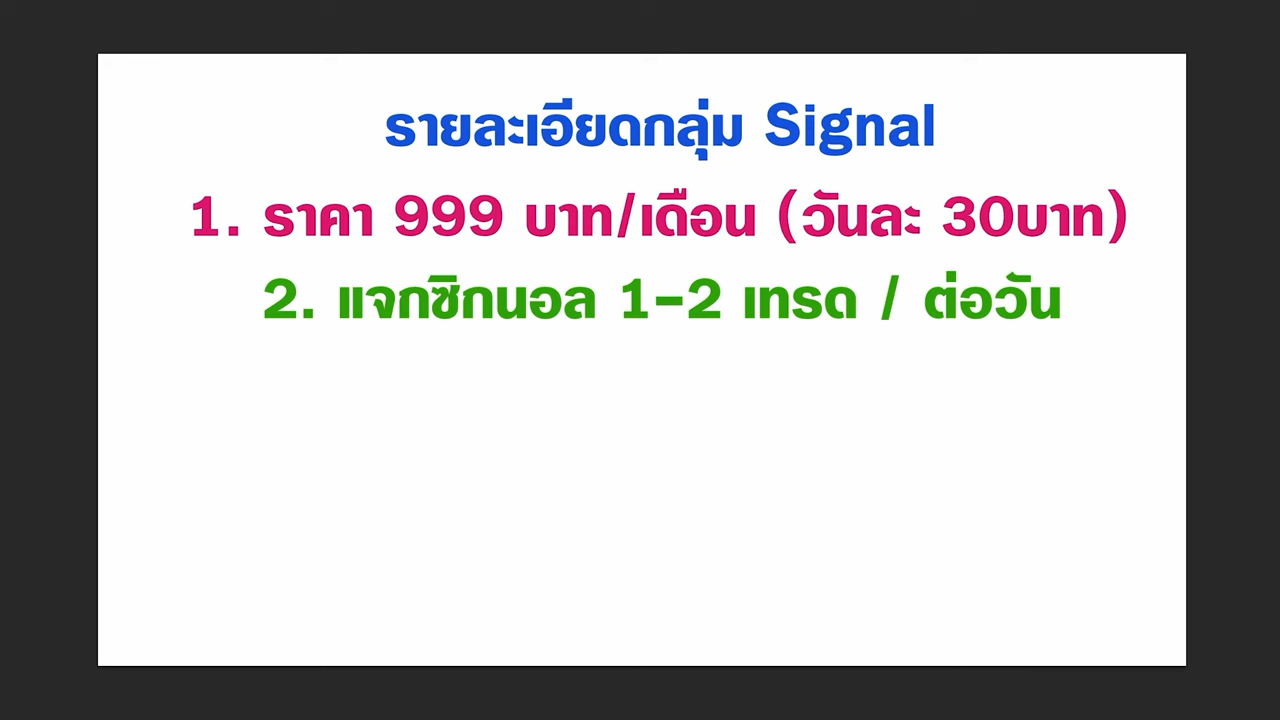 รายละเอียดกลุ่ม Signal
1. ราคา 999 บาท/เดือน (วันละ 30บาท)
2. แจกซิกนอล 1-2 เทรด / ต่อวัน